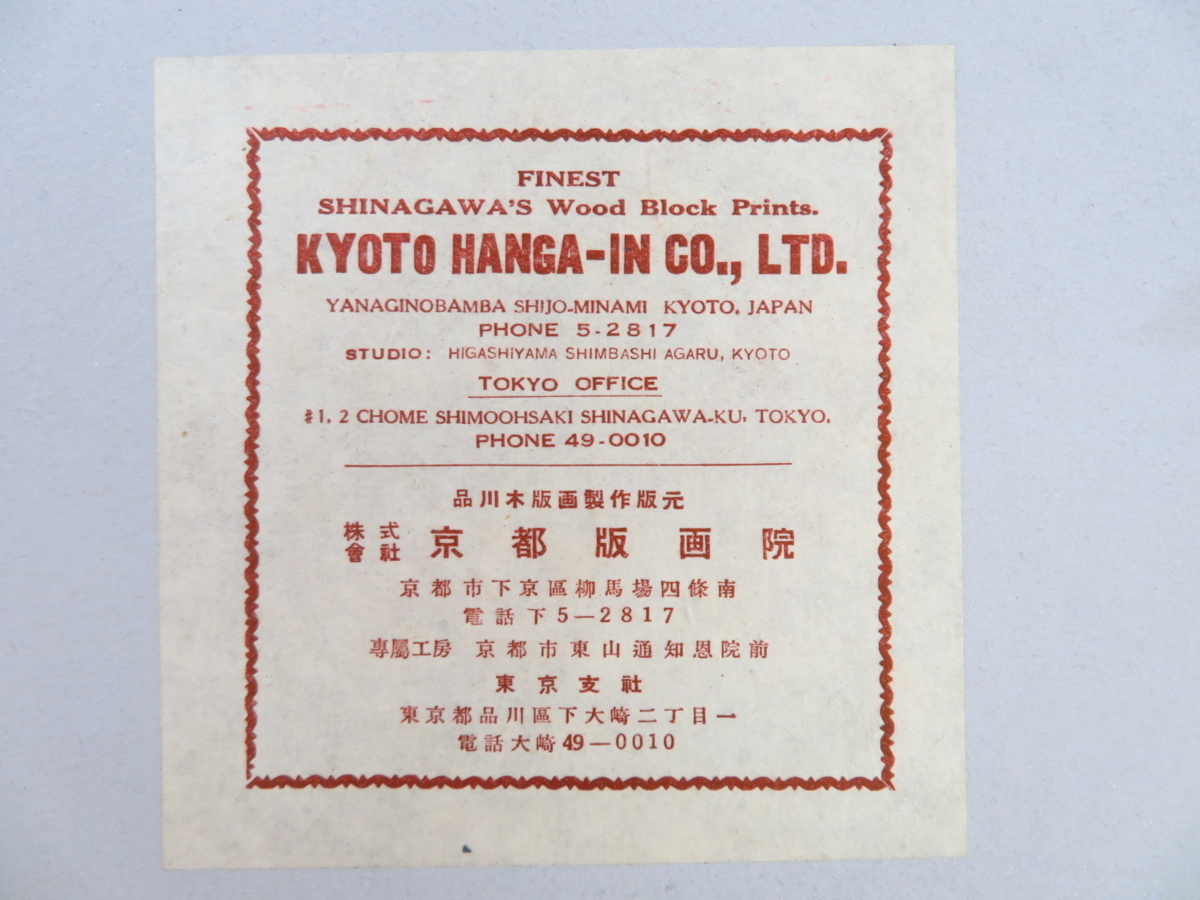 FINEST
SHINAGAWA'S Wood Block Prints.
KYOTO HANGA-IN CO., LTD.
YANAGINOBAMBA SHIJO-MINAMI KYOTO, JAPAN
PHONE 5-2817
STUDIO: HIGASHIYAMA SHIMBASHI AGARU, KYOTO
TOKYO OFFICE
#1, 2 CHOME SHIMOOHSAKI SHINAGAWA-KU, TOKYO.
PHONE 49-0010
品川木版画製作版元
株式會社 京都版画院
京都市下京區柳馬場四條南
電話下5—2817
專屬工房 京都市東山通知恩院前
東京支社
東京都品川區下大崎二丁目一
電話大崎49—0010